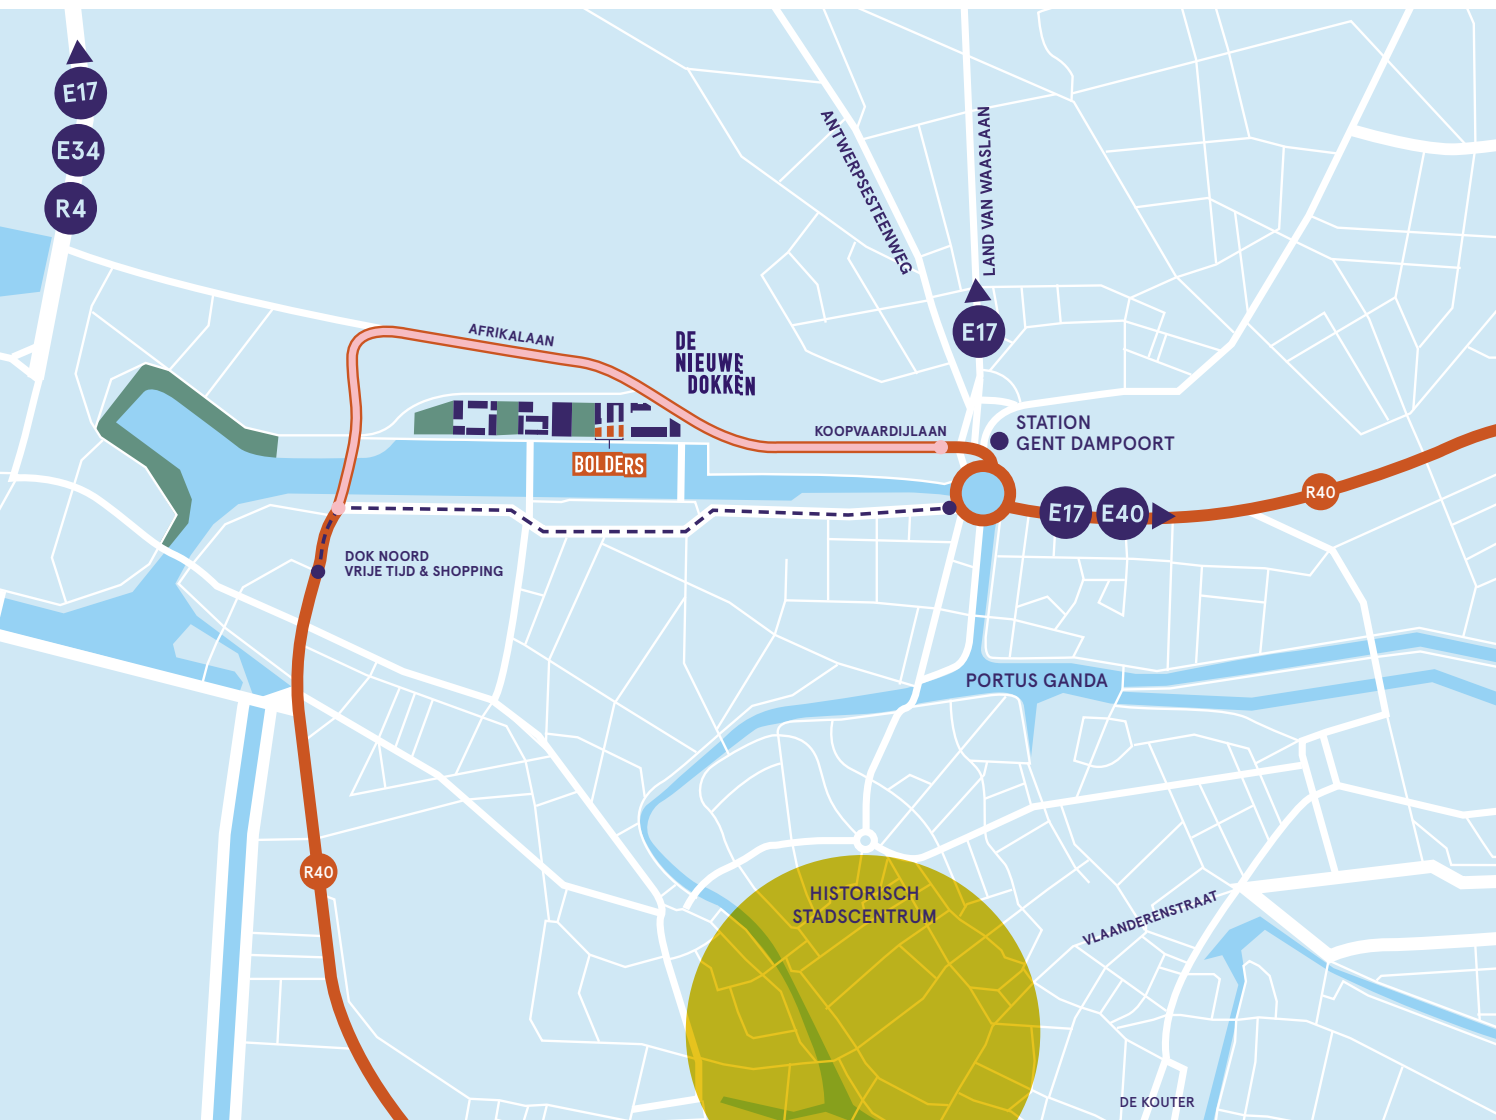 E17
E34
R4
ANTWERPSESTEENWEG
LAND VAN WAASLAAN
E17
AFRIKALAAN
DE
NIEUWE
DOKKEN
KOOPVAARDIJLAAN
STATION
GENT DAMPOORT
BOLDERS
R40
E17
E40
DOK NOORD
VRIJE TIJD & SHOPPING
PORTUS GANDA
R40
HISTORISCH
STADSCENTRUM
VLAANDERENSTRAAT
DE KOUTER